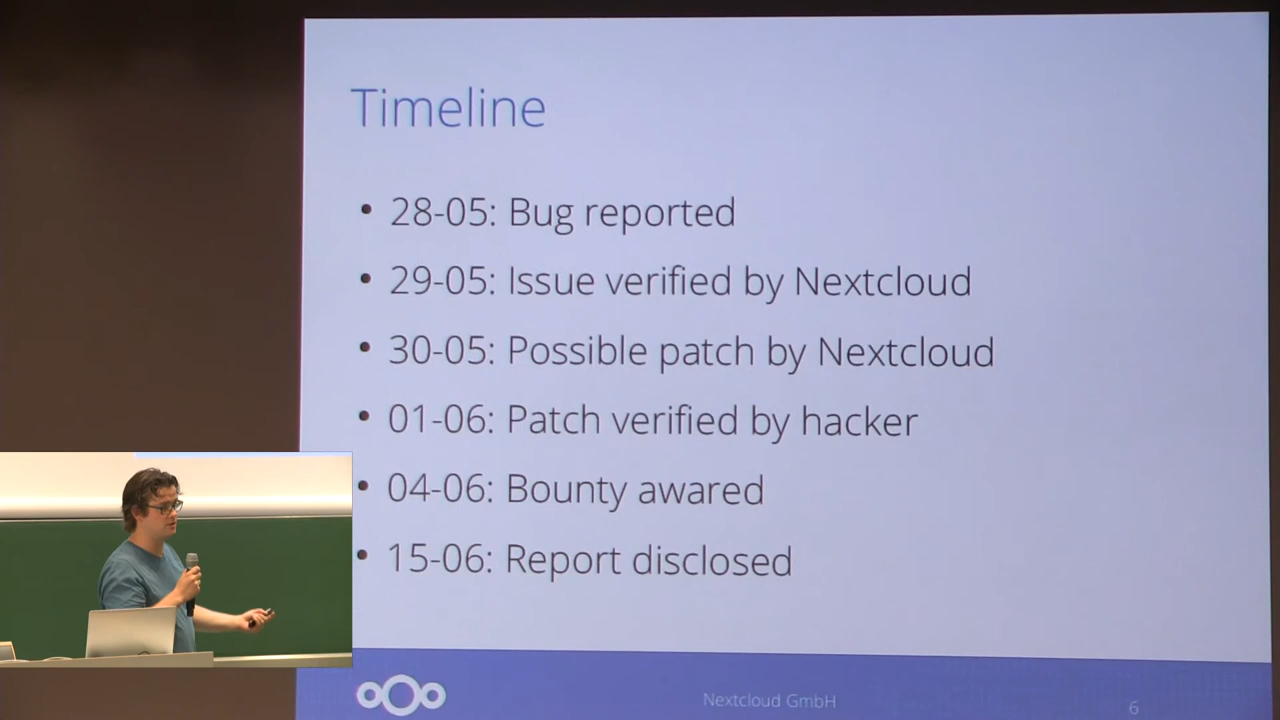 Timeline
• 28-05: Bug reported
• 29-05: Issue verified by Nextcloud
• 30-05: Possible patch by Nextcloud
• 01-06: Patch verified by hacker
• 04-06: Bounty awared
• 15-06: Report disclosed
Nextcloud GmbH
6